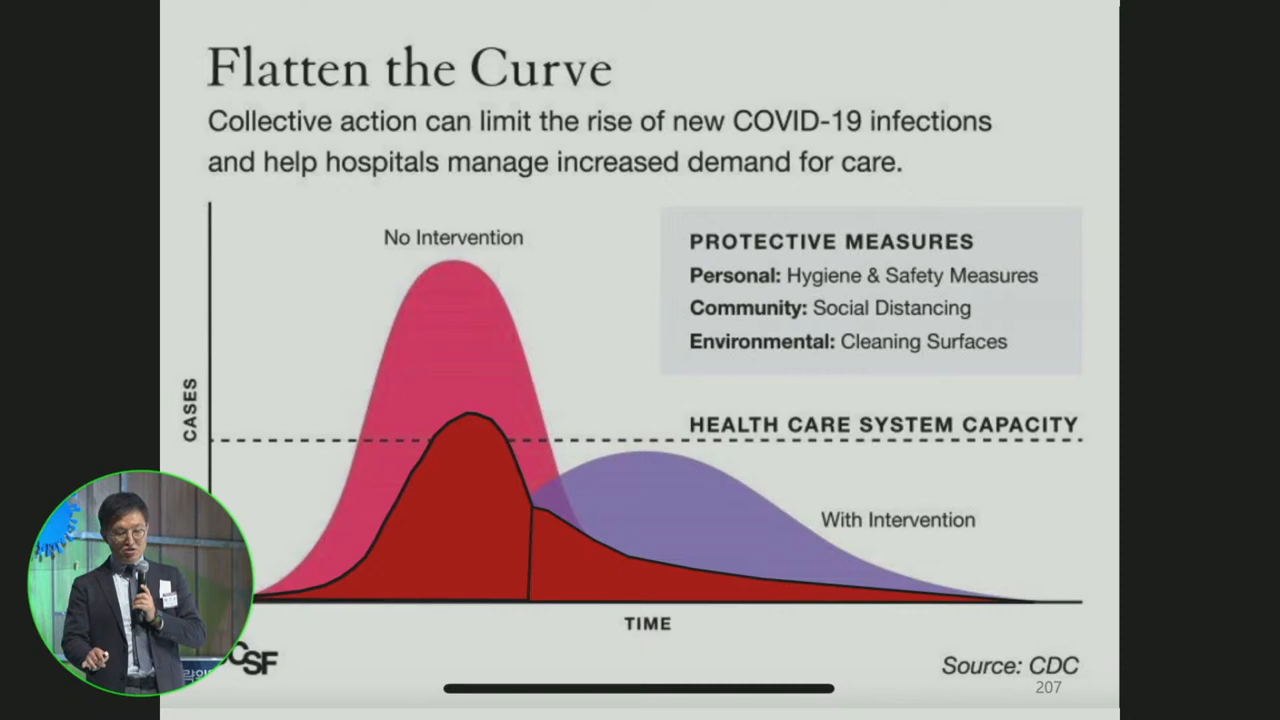 Flatten the Curve
Collective action can limit the rise of new COVID-19 infections
and help hospitals manage increased demand for care.
No Intervention
PROTECTIVE MEASURES
Personal: Hygiene & Safety Measures
Community: Social Distancing
Environmental: Cleaning Surfaces
CASES
HEALTH CARE SYSTEM CAPACITY
With Intervention
TIME
CSF
Source: CDC
207